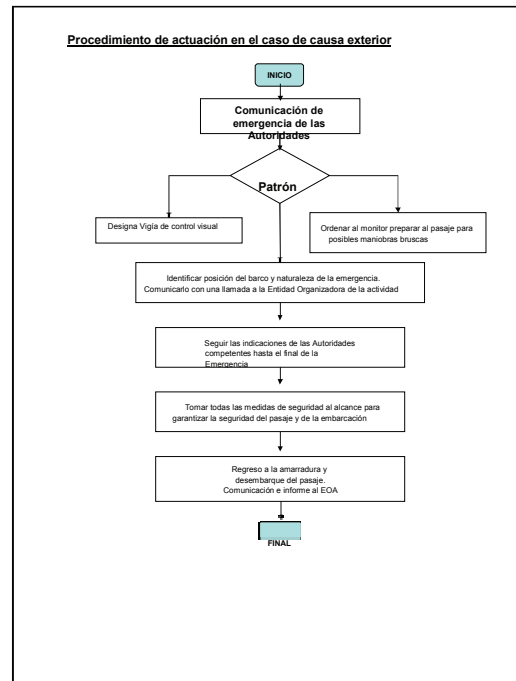 Procedimiento de actuación en el caso de causa exterior
INICIO
Comunicación de
emergencia de las
Autoridades
Patrón
Designa Vigía de control visual
Ordenar al monitor preparar al pasaje para
posibles maniobras bruscas
Identificar posición del barco y naturaleza de la emergencia.
Comunicarlo con una llamada a la Entidad Organizadora de la actividad
Seguir las indicaciones de las Autoridades
competentes hasta el final de la
Emergencia
Tomar todas las medidas de seguridad al alcance para
garantizar la seguridad del pasaje y de la embarcación
Regreso a la amarradura y
desembarque del pasaje.
Comunicación e informe al EOA
FINAL